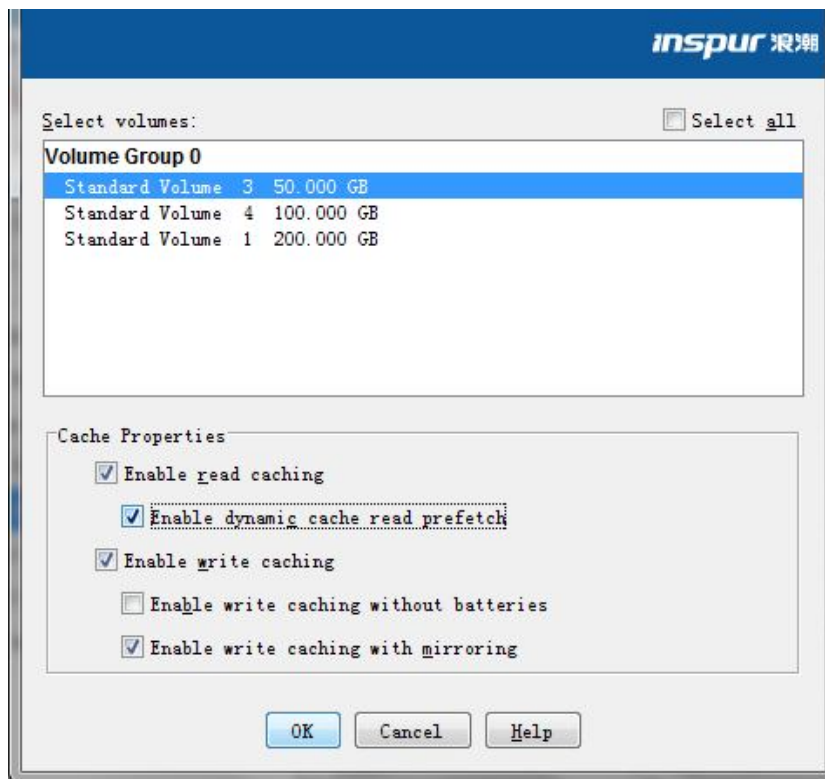 inspur 浪潮
Select volumes: Select all
Volume Group 0
Standard Volume 3 50.000 GB
Standard Volume 4 100.000 GB
Standard Volume 1 200.000 GB
Cache Properties
Enable read caching
Enable dynamic cache read prefetch
Enable write caching
Enable write caching without batteries
Enable write caching with mirroring
OK Cancel Help